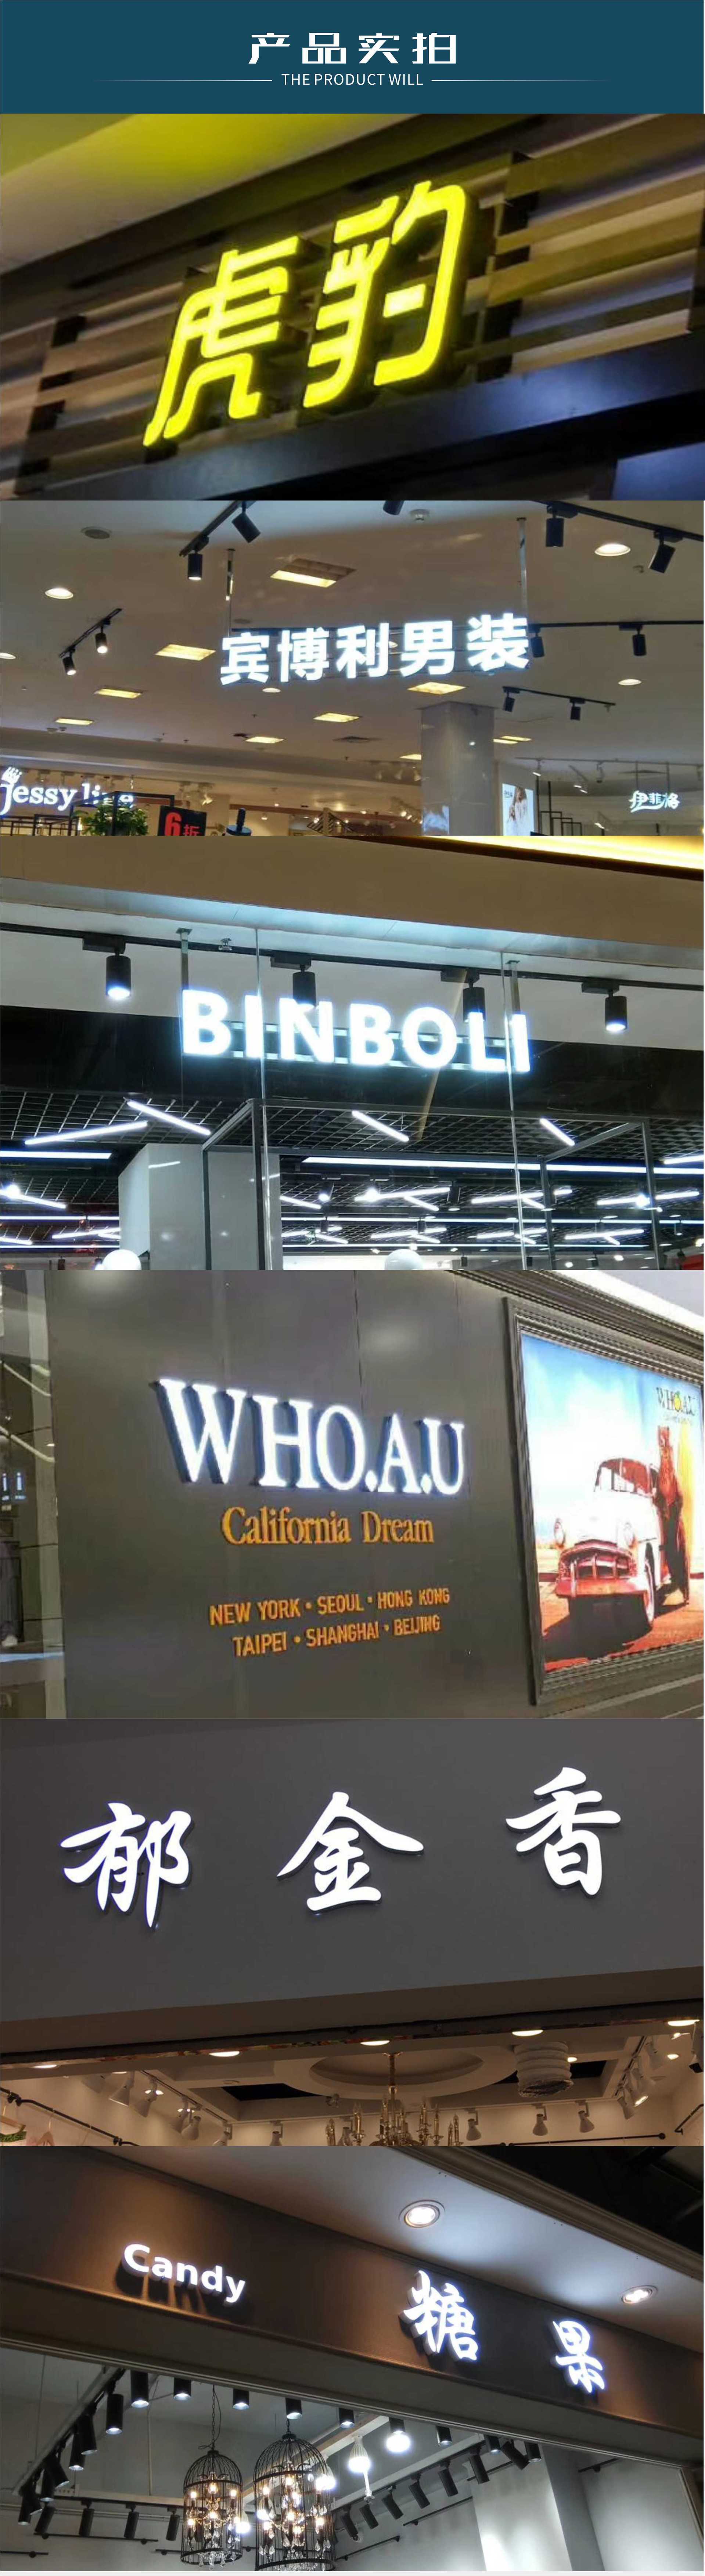 产品实拍
THE PRODUCT WILL
虎豹
宾博利男装
Jessy line
6折
伊菲格
BINBOLI
WHO.A.U
WHO.A.U
California Dream
NEW YORK • SEOUL • HONG KONG
TAIPEI • SHANGHAI • BEIJING
郁金香
Candy
糖果